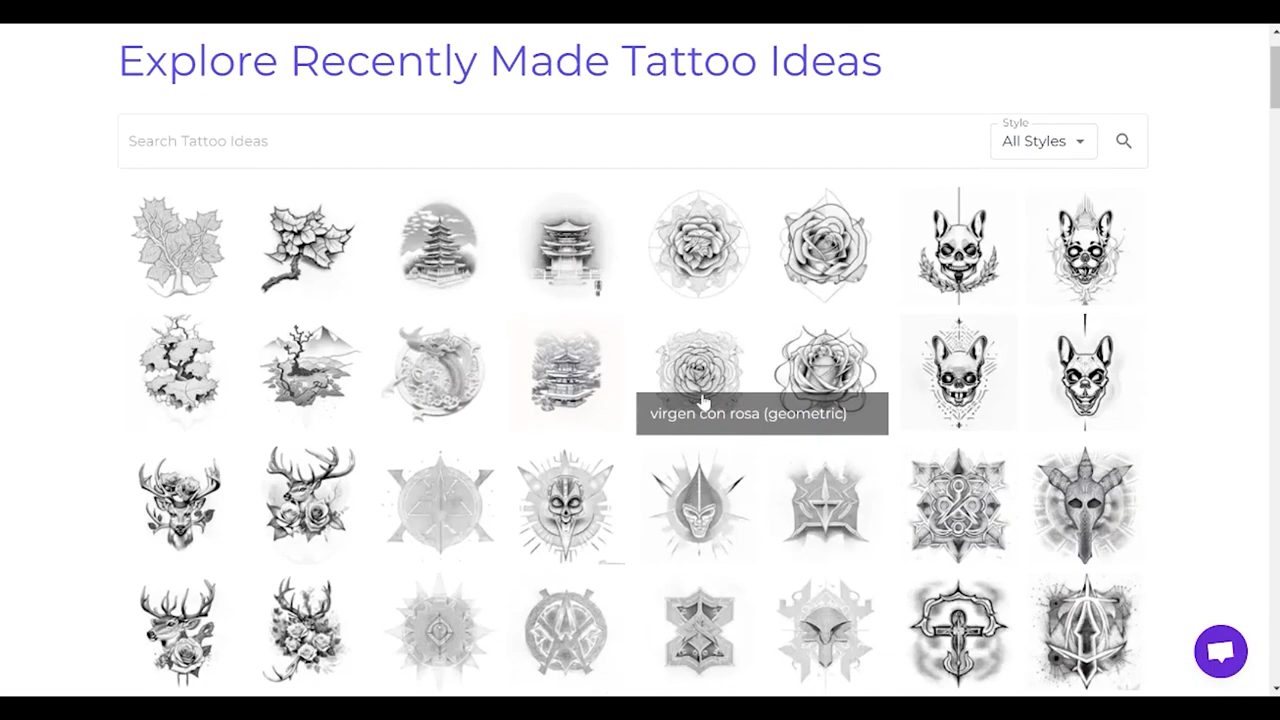 Explore Recently Made Tattoo Ideas
Style
Search Tattoo Ideas
All Styles
virgen con rosa (geometric)